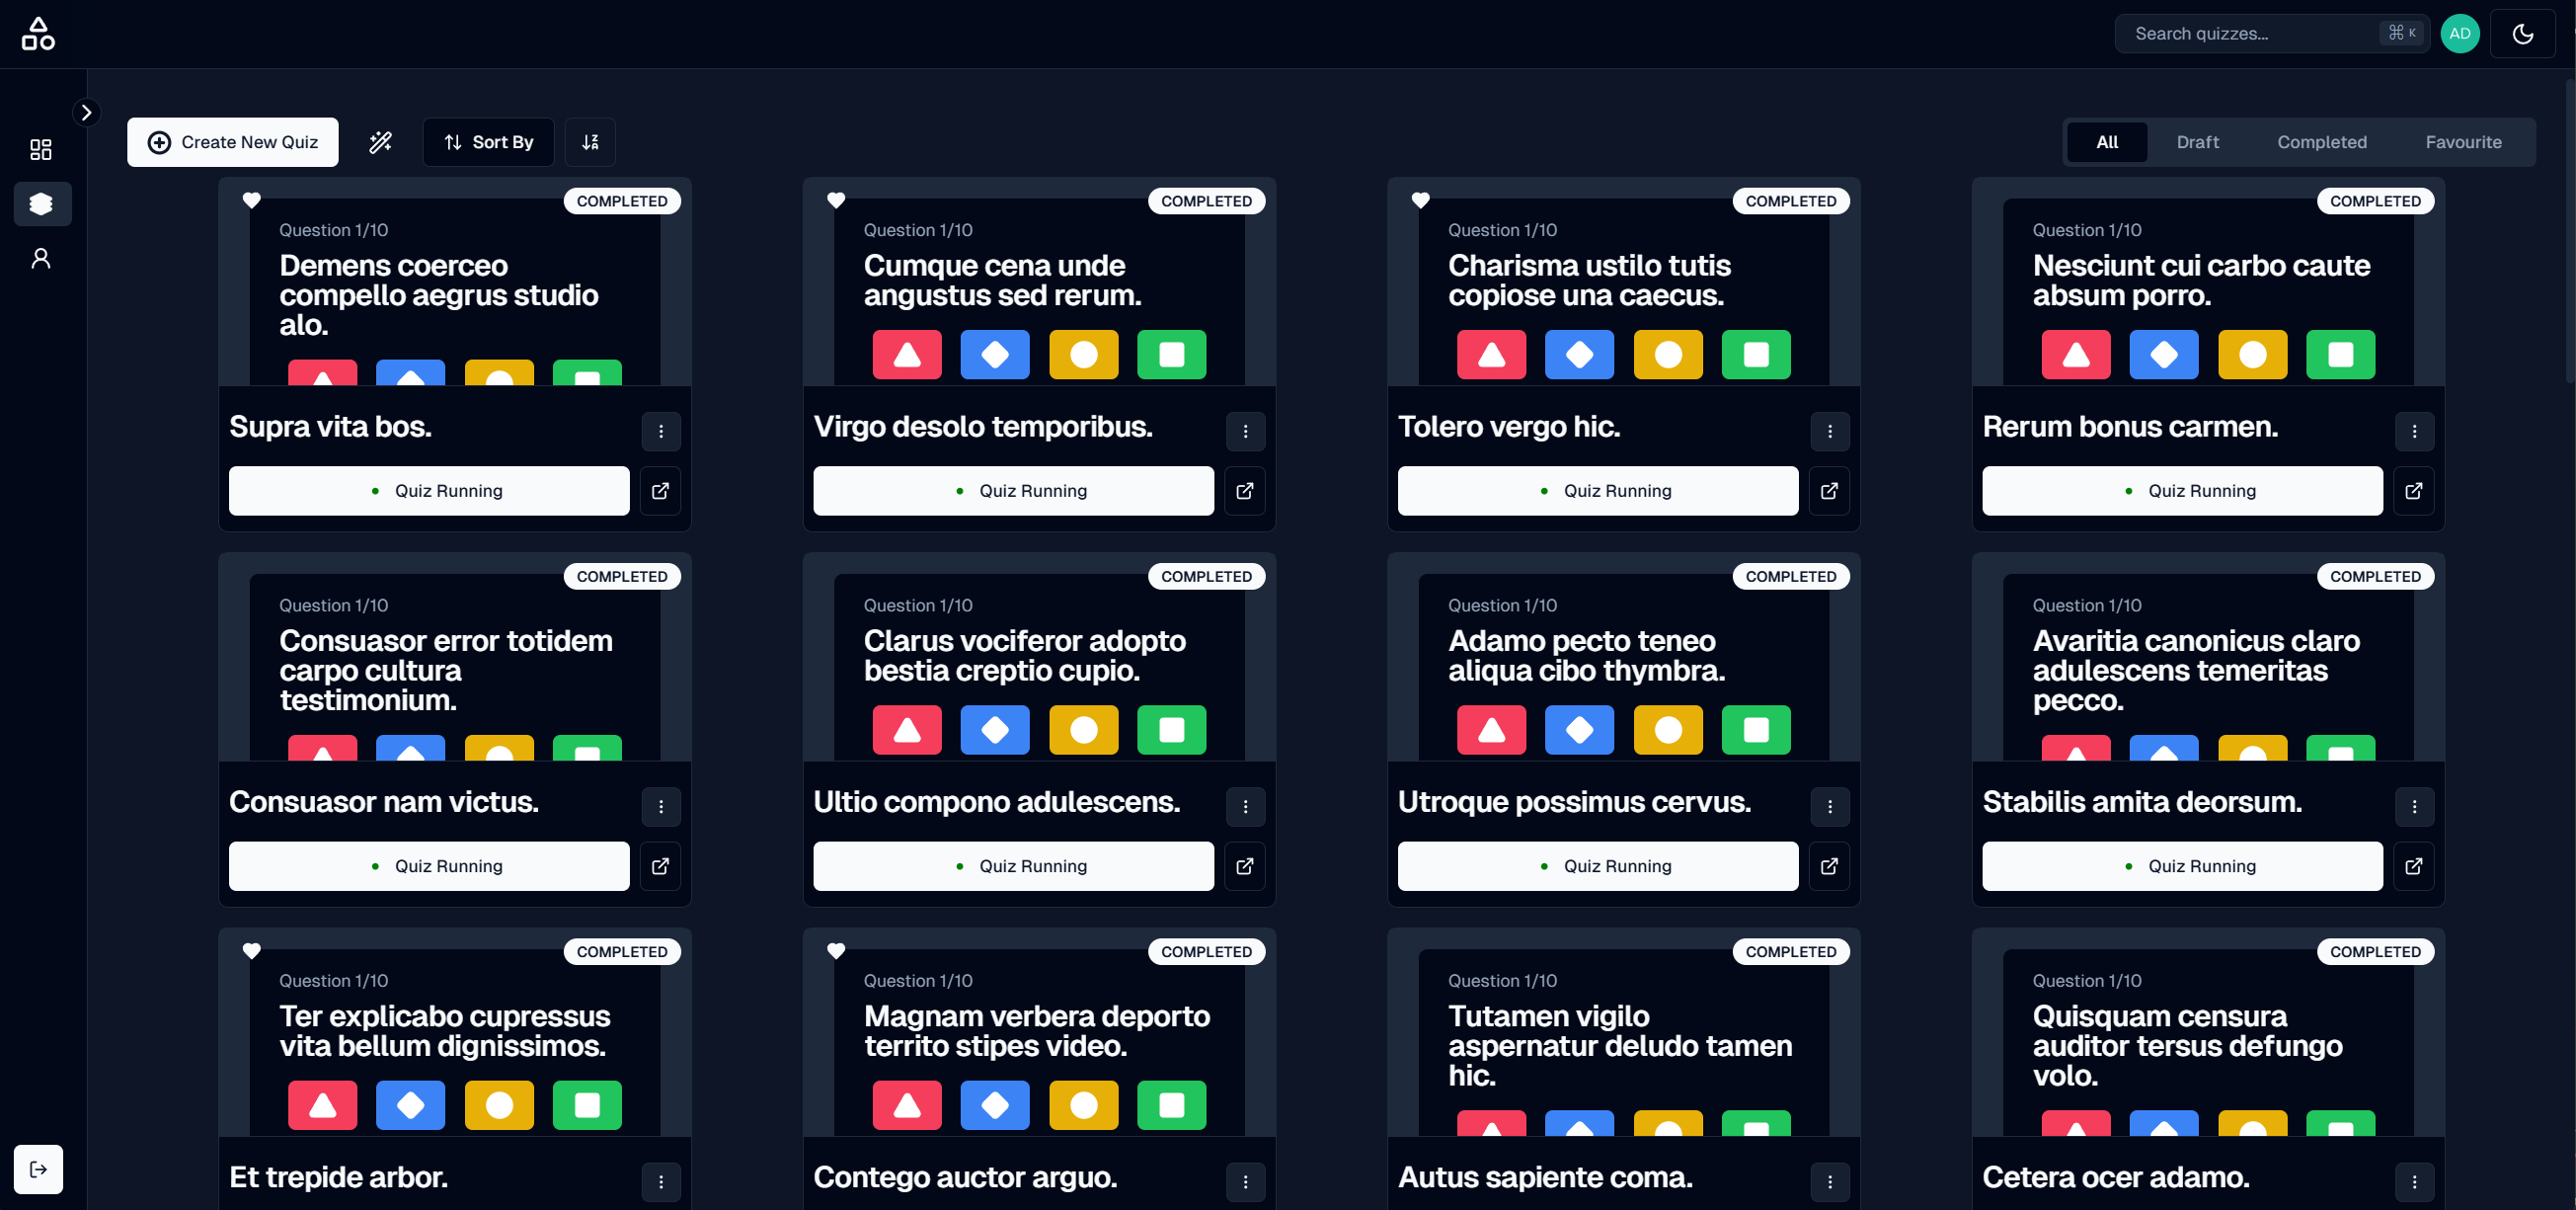 Search quizzes...
⌘ K
AD
Create New Quiz
Sort By
All
Draft
Completed
Favourite
COMPLETED
Question 1/10
Demens coerceo
compello aegrus studio
alo.
Supra vita bos.
Quiz Running
COMPLETED
Question 1/10
Cumque cena unde
angustus sed rerum.
Virgo desolo temporibus.
Quiz Running
COMPLETED
Question 1/10
Charisma ustilo tutis
copiose una caecus.
Tolero vergo hic.
Quiz Running
COMPLETED
Question 1/10
Nesciunt cui carbo caute
absum porro.
Rerum bonus carmen.
Quiz Running
COMPLETED
Question 1/10
Consuasor error totidem
carpo cultura
testimonium.
Consuasor nam victus.
Quiz Running
COMPLETED
Question 1/10
Clarus vociferor adopto
bestia creptio cupio.
Ultio compono adulescens.
Quiz Running
COMPLETED
Question 1/10
Adamo pecto teneo
aliqua cibo thymbra.
Utroque possimus cervus.
Quiz Running
COMPLETED
Question 1/10
Avaritia canonicus claro
adulescens temeritas
pecco.
Stabilis amita deorsum.
Quiz Running
COMPLETED
Question 1/10
Ter explicabo cupressus
vita bellum dignissimos.
Et trepide arbor.
COMPLETED
Question 1/10
Magnam verbera deporto
territo stipes video.
Contego auctor arguo.
COMPLETED
Question 1/10
Tutamen vigilo
aspernatur deludo tamen
hic.
Autus sapiente coma.
COMPLETED
Question 1/10
Quisquam censura
auditor tersus defungo
volo.
Cetera ocer adamo.